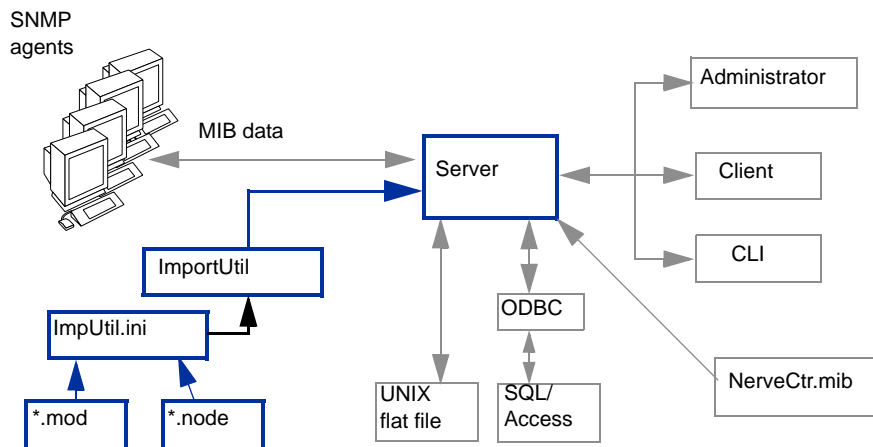 SNMP
agents
MIB data
Administrator
Server
Client
CLI
ImportUtil
ImpUtil.ini
ODBC
*.mod
*.node
UNIX
flat file
SQL/
Access
NerveCtr.mib